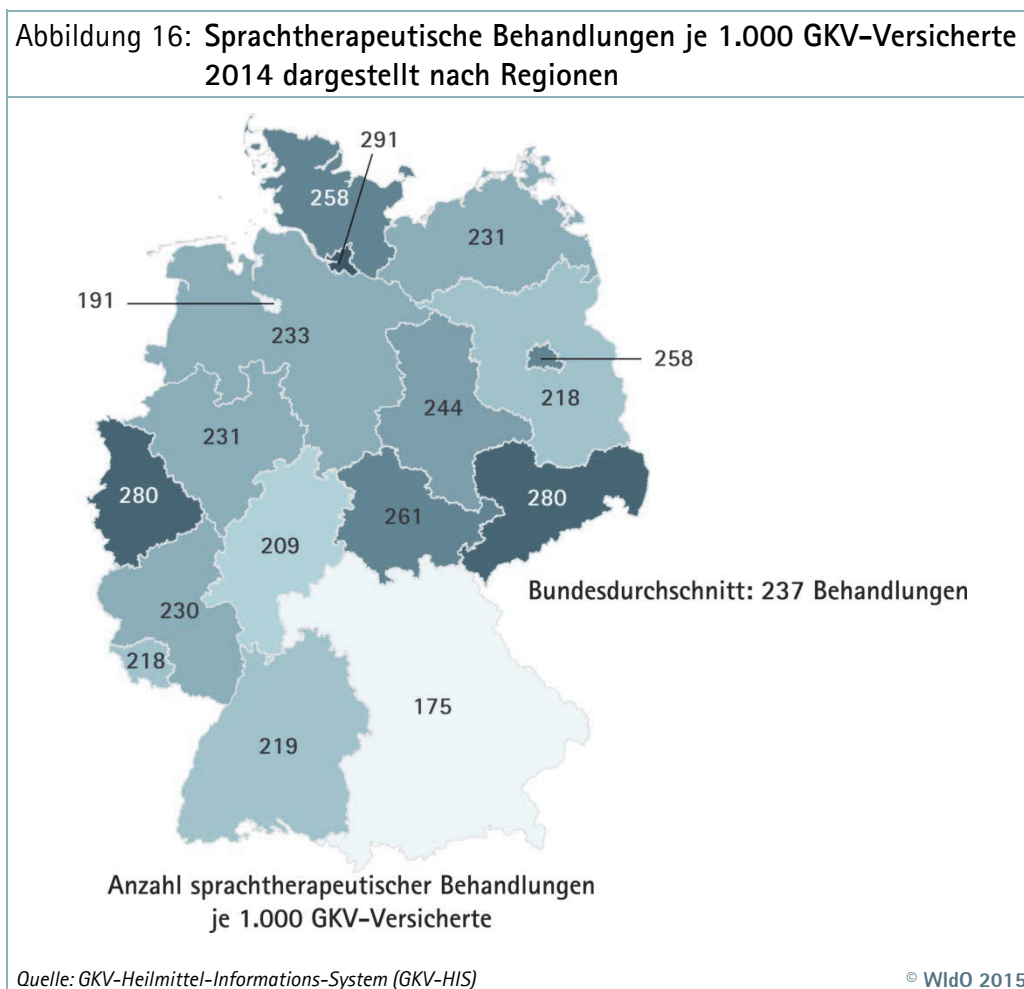 Abbildung 16: Sprachtherapeutische Behandlungen je 1.000 GKV-Versicherte
2014 dargestellt nach Regionen
291
258
231
191
233
258
218
244
231
280
280
261
209
Bundesdurchschnitt: 237 Behandlungen
230
218
175
219
Anzahl sprachtherapeutischer Behandlungen
je 1.000 GKV-Versicherte
Quelle: GKV-Heilmittel-Informations-System (GKV-HIS)
© WIdO 2015